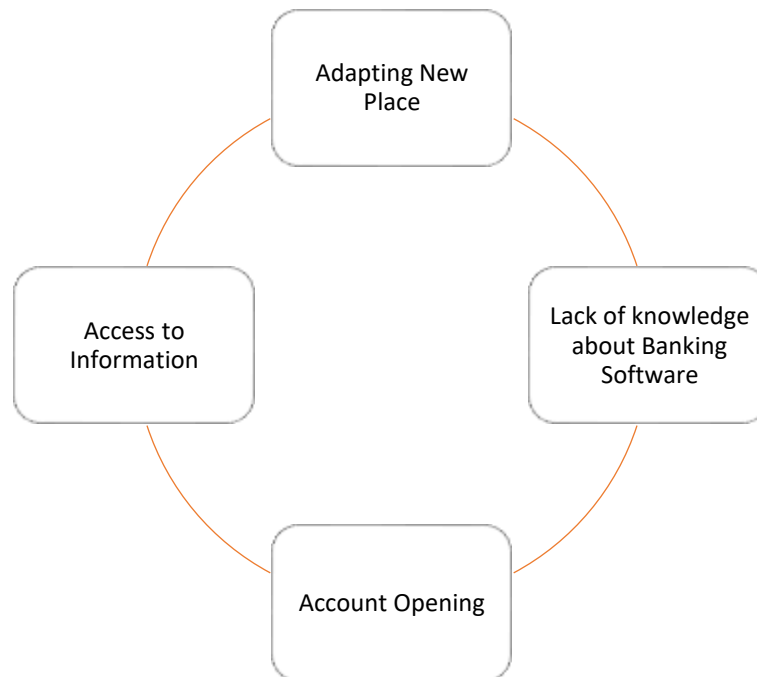 Adapting New
Place
Lack of knowledge
about Banking
Software
Access to
Information
Account Opening